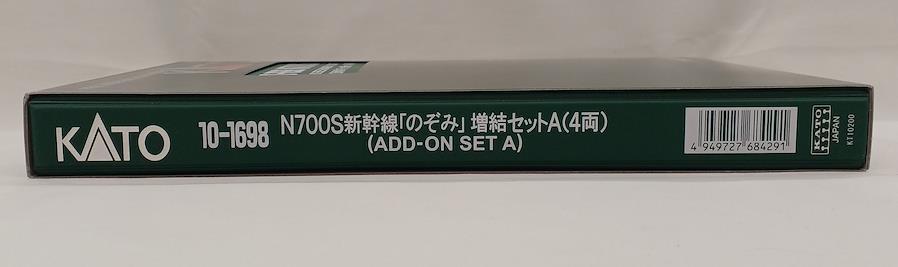 KATO
10-1698
N700S新幹線「のぞみ」増結セットA(4両)
(ADD-ON SET A)
4 949727 684291
KATO
JAPAN
KT10200